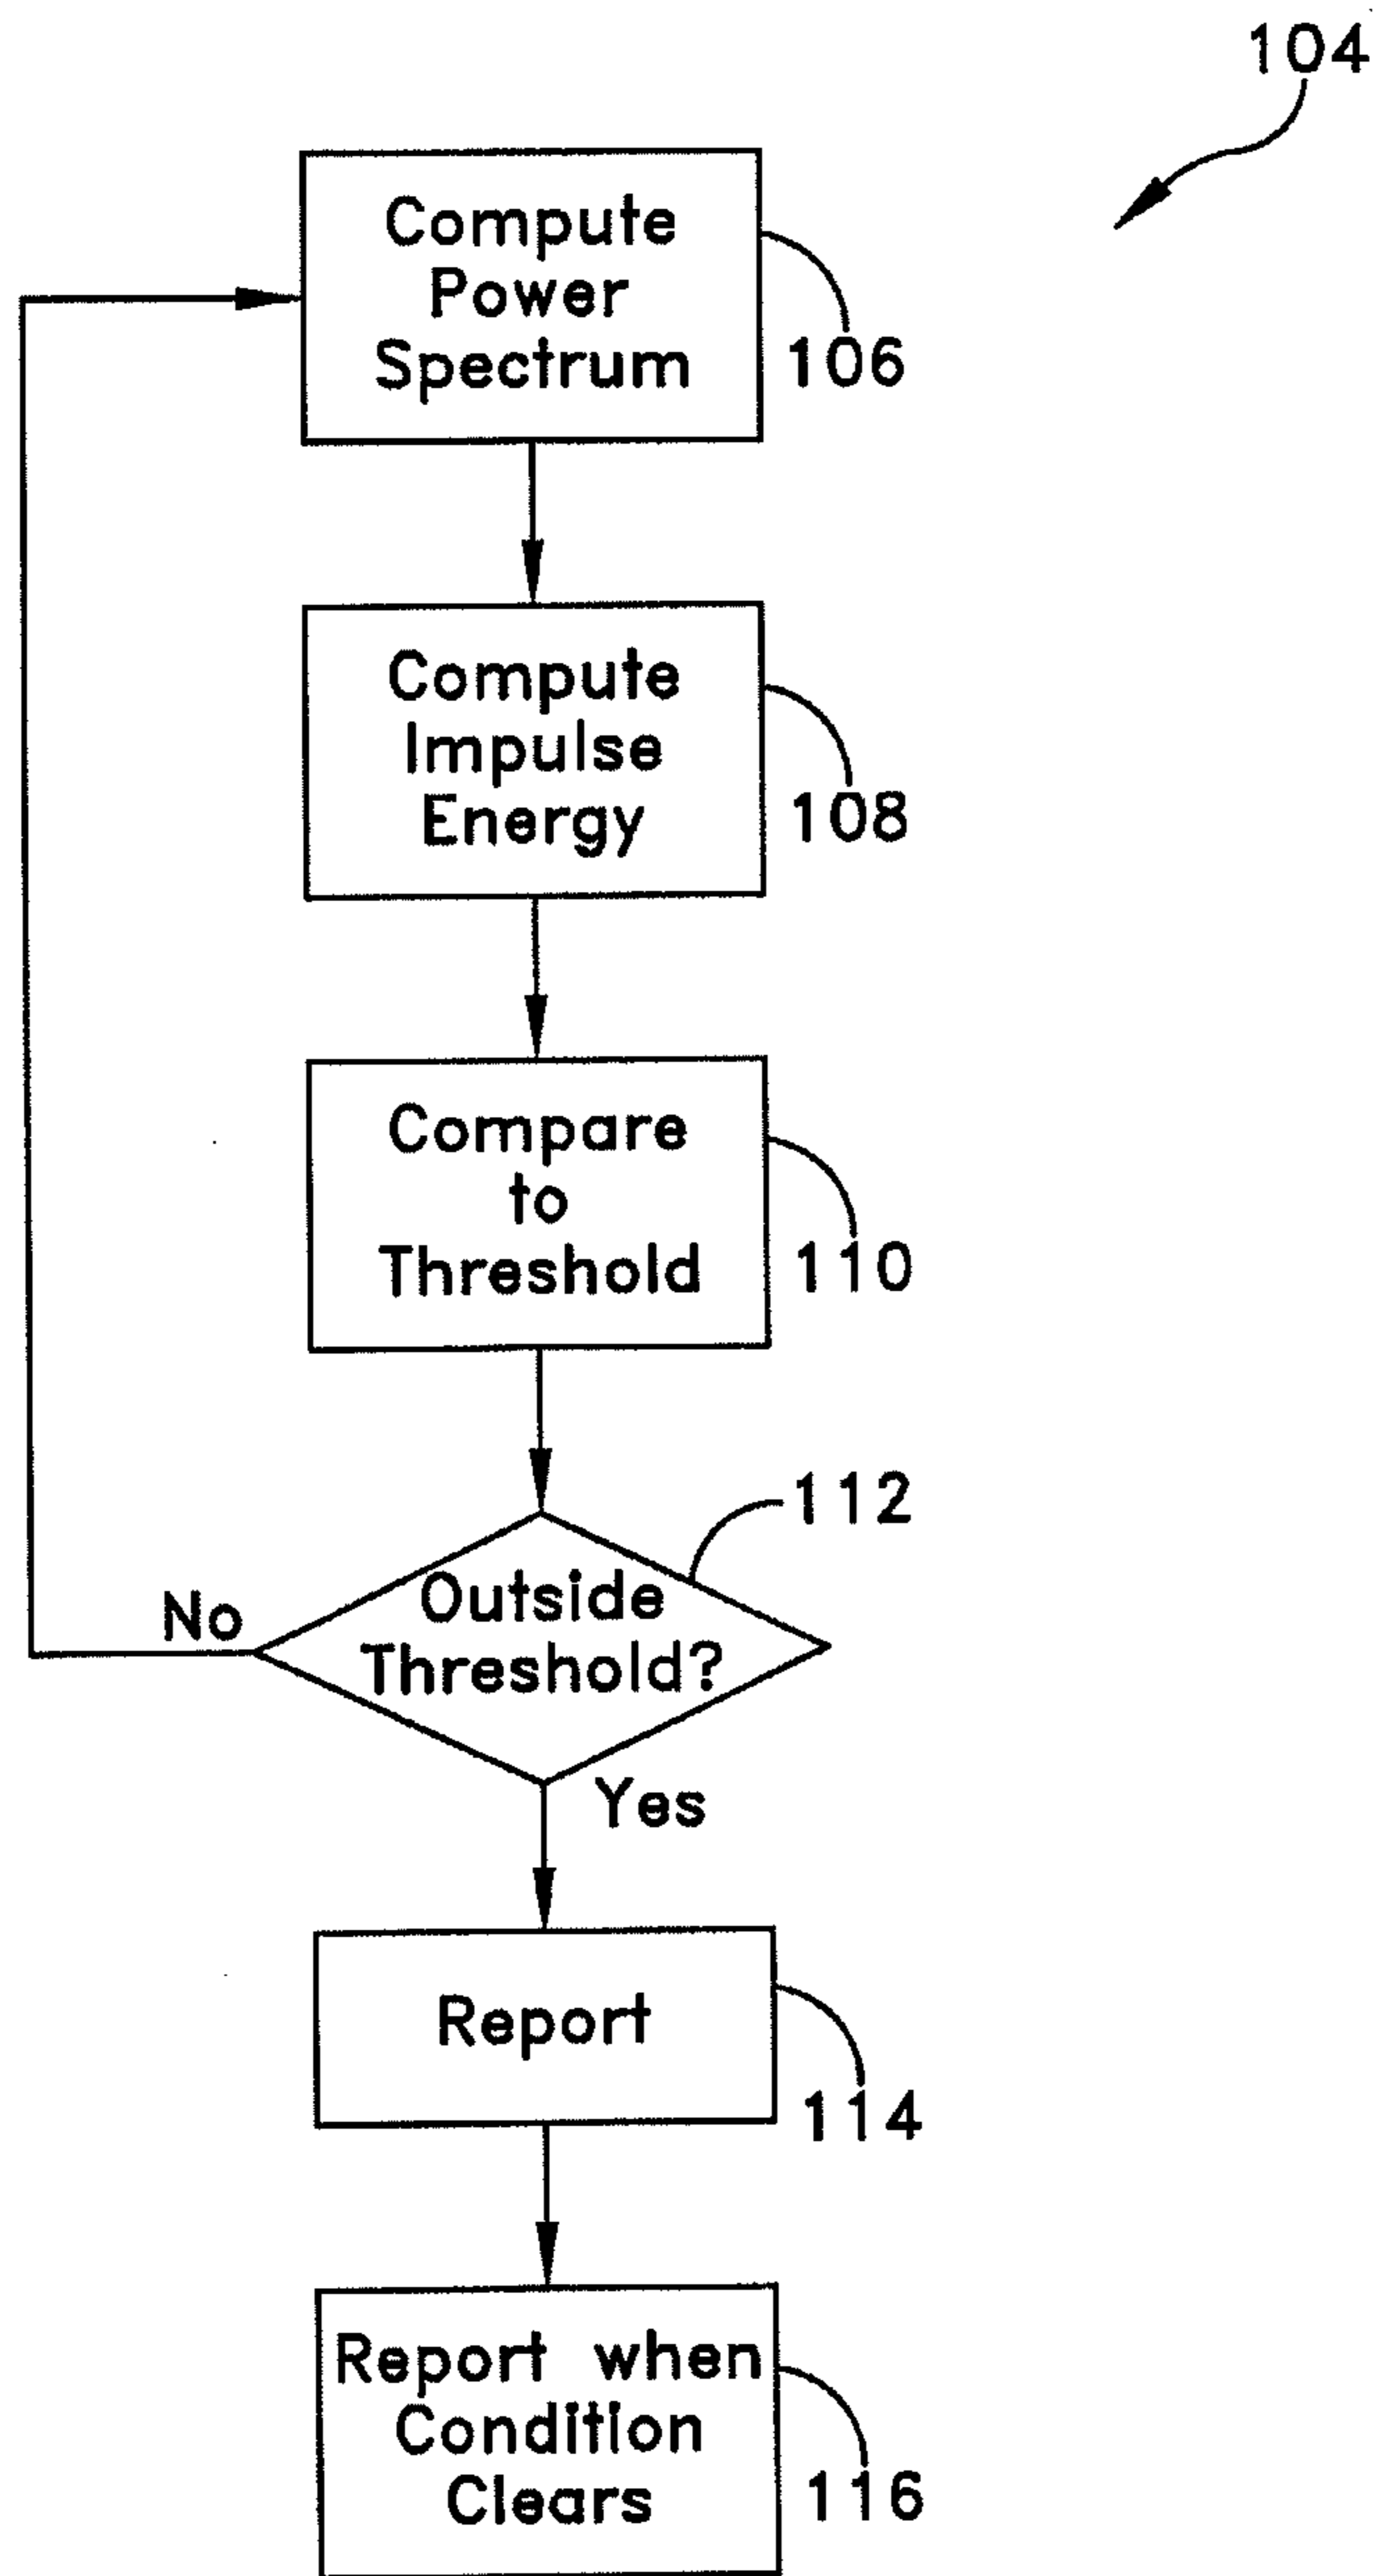 104
Compute
Power
Spectrum
106
Compute
Impulse
Energy
108
Compare
to
Threshold
110
112
Outside
Threshold?
No
Yes
Report
114
Report when
Condition
Clears
116